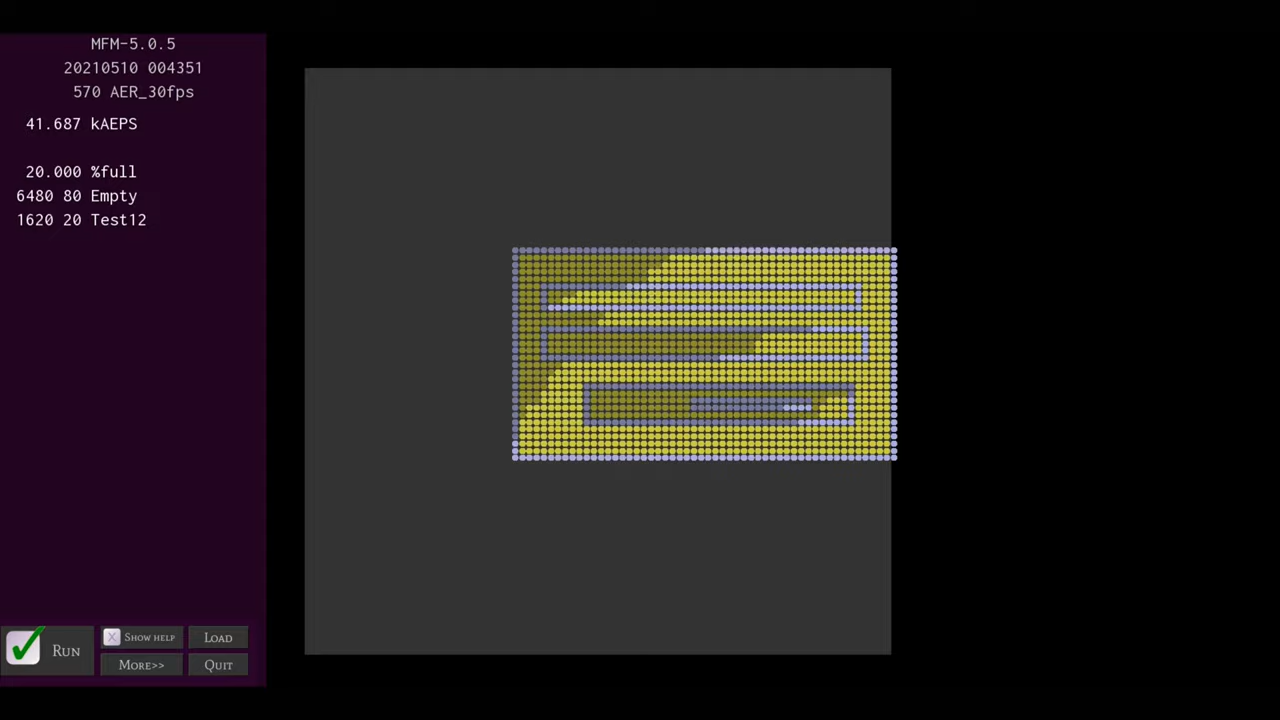 MFM-5.0.5
20210510 004351
570 AER_30fps
41.687 kAEPS
20.000 %full
6480 80 Empty
1620 20 Test12
Run
X Show help
Load
More>>
Quit